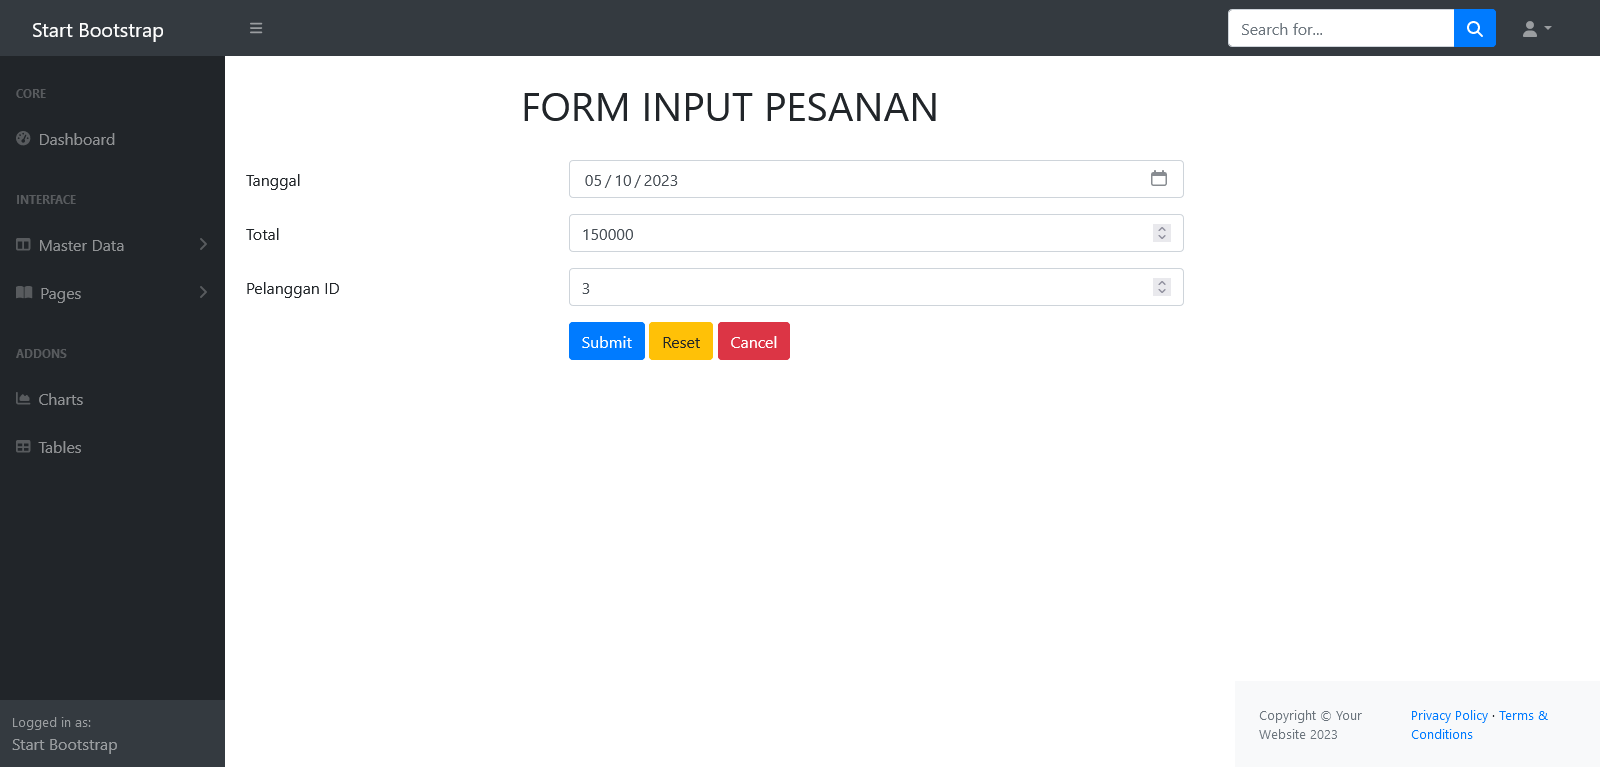 Start Bootstrap
Search for...
CORE
Dashboard
INTERFACE
Master Data
Pages
ADDONS
Charts
Tables
Logged in as:
Start Bootstrap
FORM INPUT PESANAN
Tanggal
05 / 10 / 2023
Total
150000
Pelanggan ID
3
Submit Reset Cancel
Copyright © Your
Website 2023
Privacy Policy · Terms &
Conditions